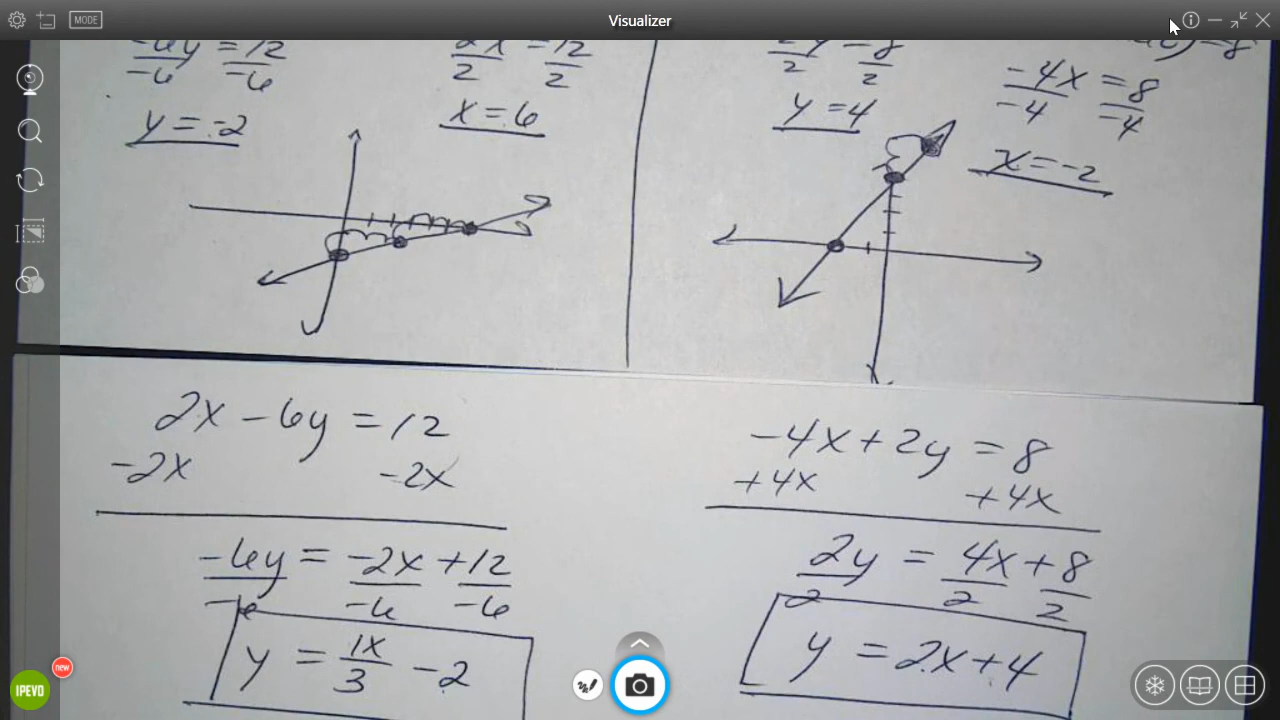 MODE
Visualizer
-6y = 12
-6 -6
y = -2
2x = 12
2 2
x = 6
2y = 8
2 2
y = 4
-4x = 8
-4 -4
x = -2
2x - 6y = 12
-2x -2x
-6y = -2x + 12
-6 -6 -6
y = 1x/3 - 2
-4x + 2y = 8
+4x +4x
2y = 4x + 8
2 2 2
y = 2x + 4
new
IPEVO